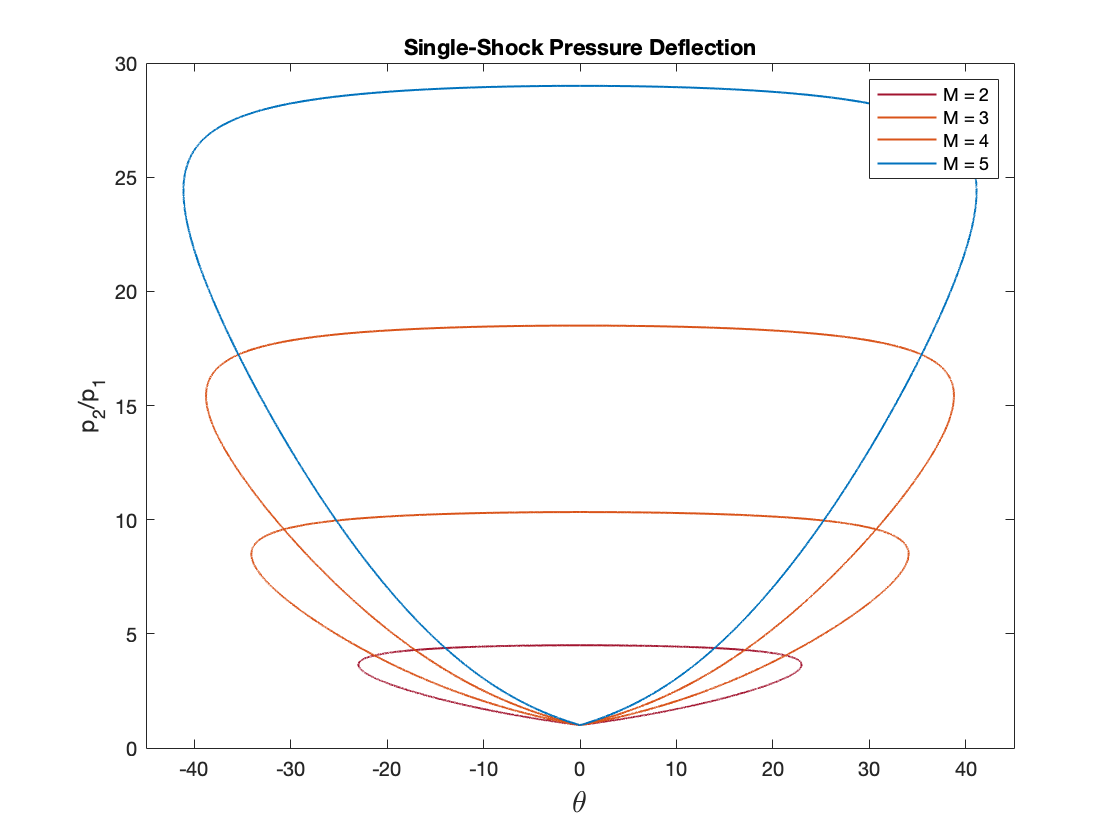 Single-Shock Pressure Deflection
M = 2
M = 3
M = 4
M = 5
30
25
20
15
10
5
0
p2/p1
-40 -30 -20 -10 0 10 20 30 40
θ